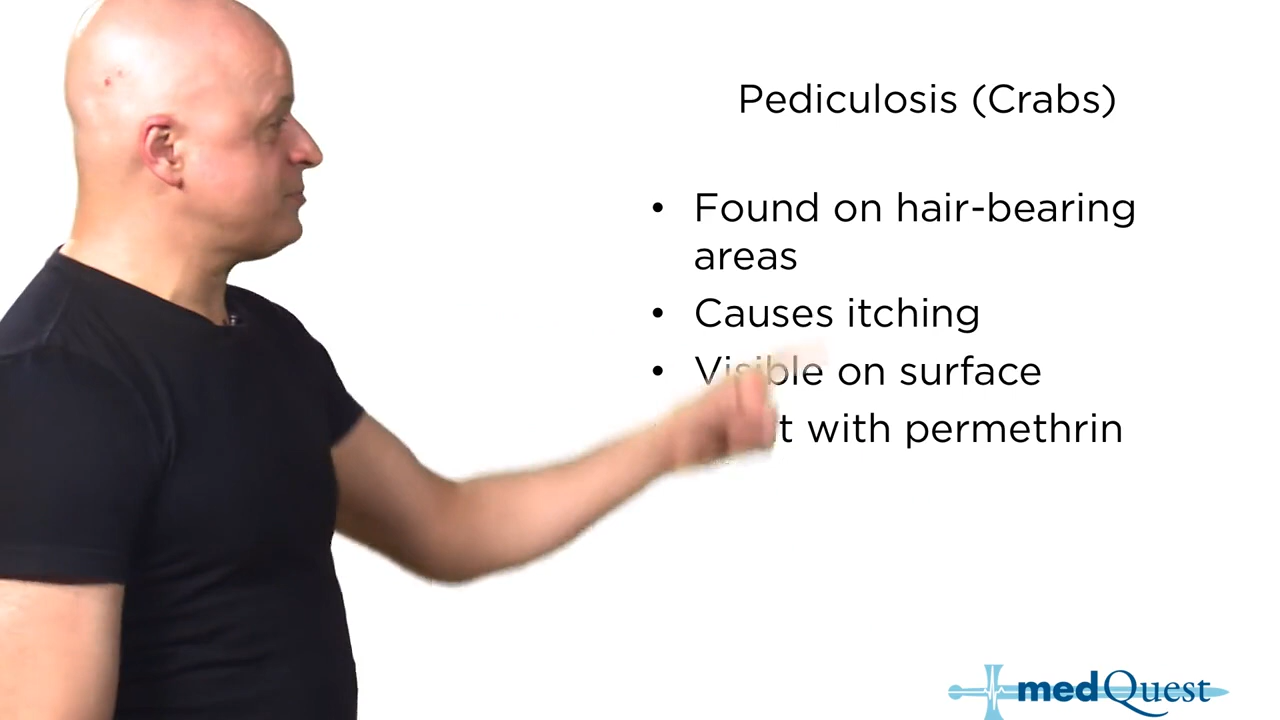 Pediculosis (Crabs)
• Found on hair-bearing
areas
• Causes itching
• Visible on surface
with permethrin
medQuest